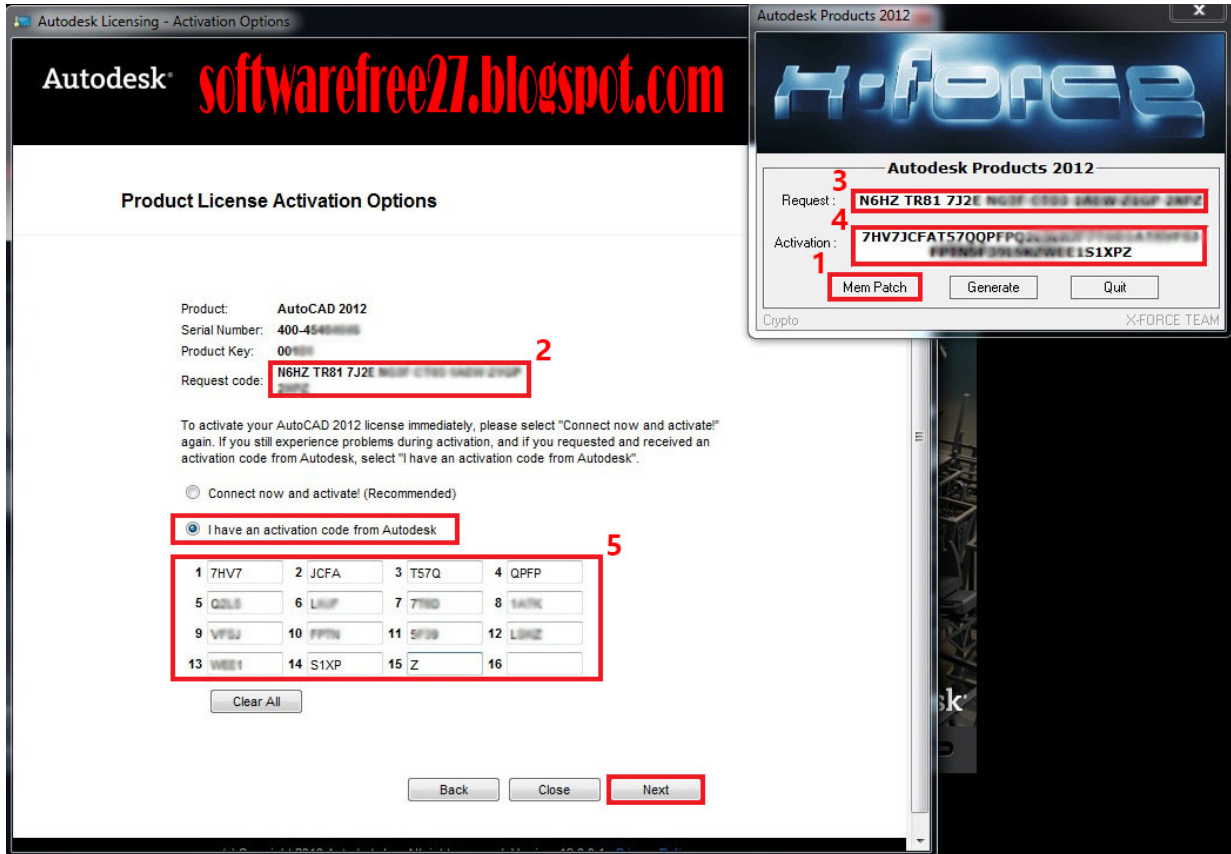 Autodesk Licensing - Activation Options
Autodesk
softwarefree27.blogspot.com
Product License Activation Options
Product: AutoCAD 2012
Serial Number: 400-45
Product Key: 00
2
Request code: N6HZ TR81 7J2E
To activate your AutoCAD 2012 license immediately, please select "Connect now and activate!"
again. If you still experience problems during activation, and if you requested and received an
activation code from Autodesk, select "I have an activation code from Autodesk".
Connect now and activate! (Recommended)
I have an activation code from Autodesk
5
1 7HV7 2 JCFA 3 T57Q 4 QPFP
5 6 7 8
9 10 11 12
13 14 S1XP 15 Z 16
Clear All
Back Close Next
Autodesk Products 2012
x
X-FORCE
Autodesk Products 2012
3
Request : N6HZ TR81 7J2E
4
Activation : 7HV7JCFAT57QQPFPQ
S1XPZ
1
Mem Patch Generate Quit
Crypto X-FORCE TEAM
sk